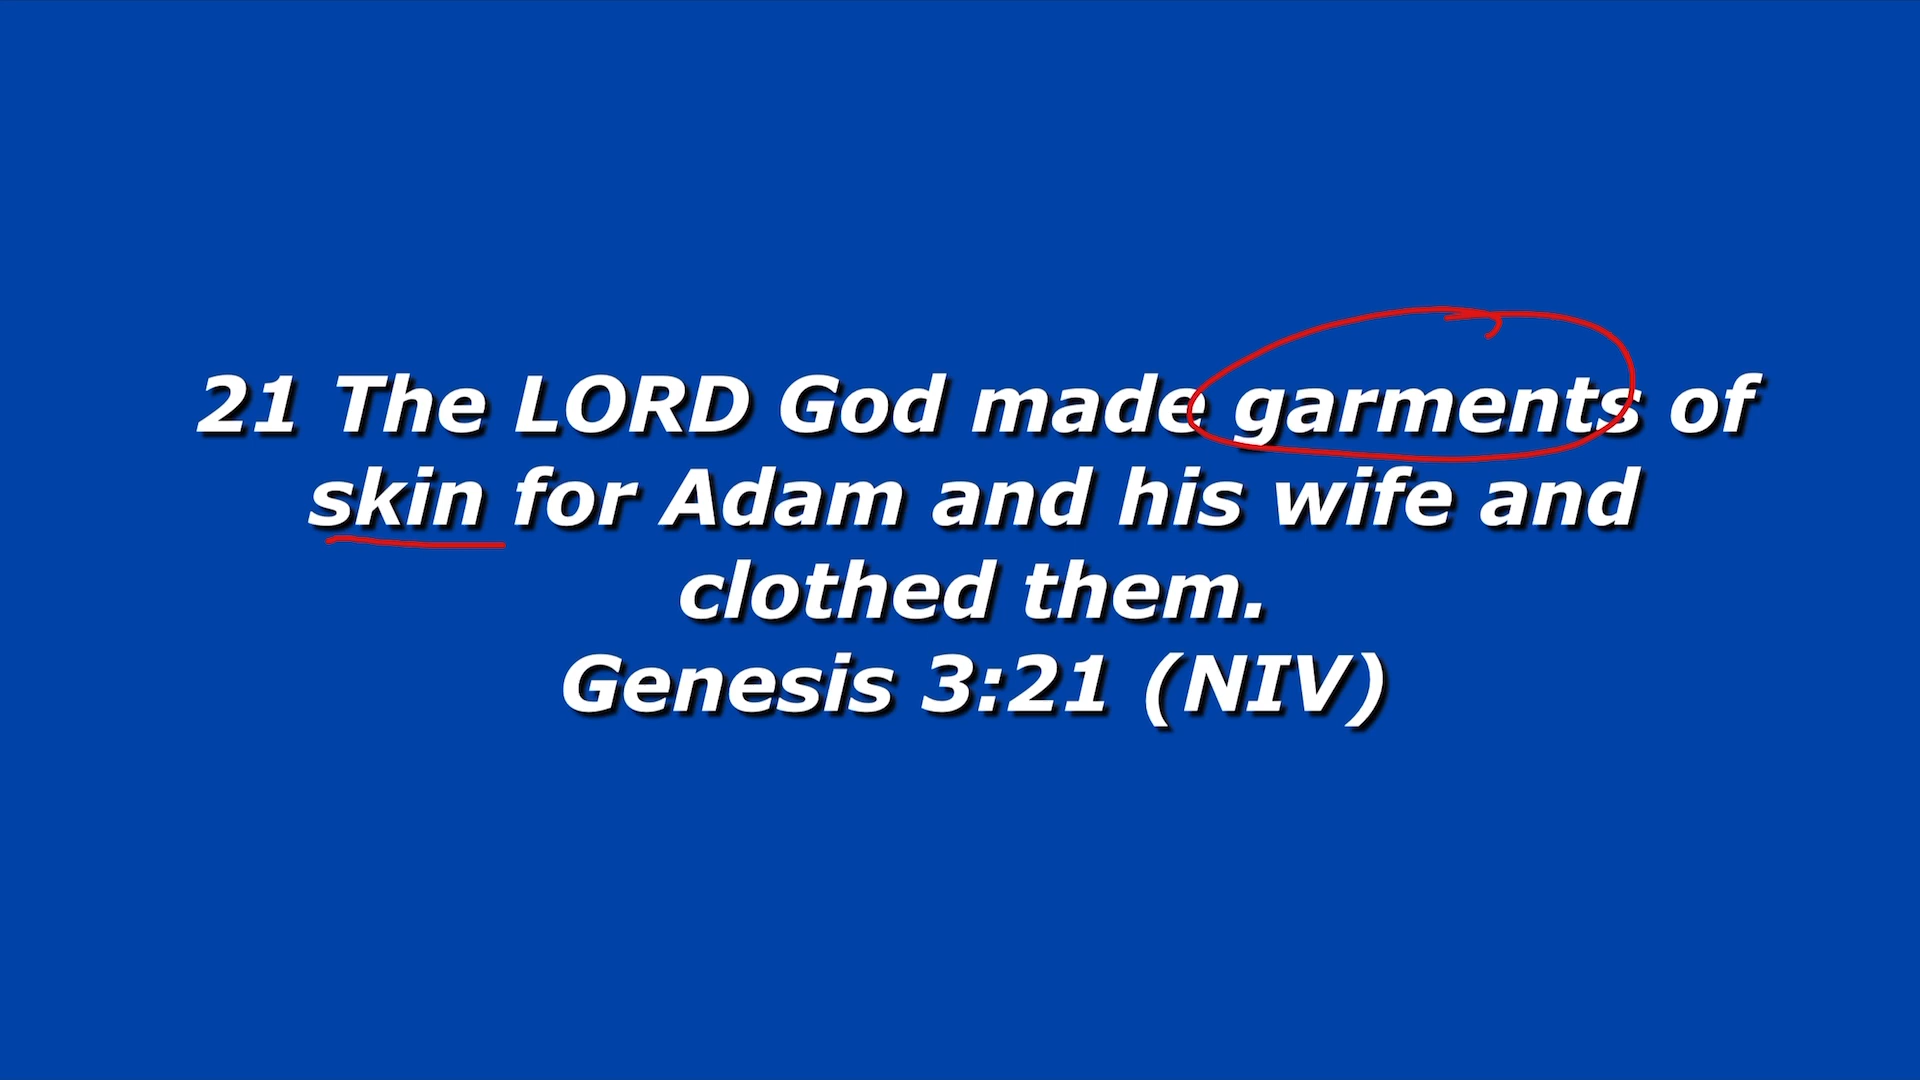 21 The LORD God made garments of
skin for Adam and his wife and
clothed them.
Genesis 3:21 (NIV)